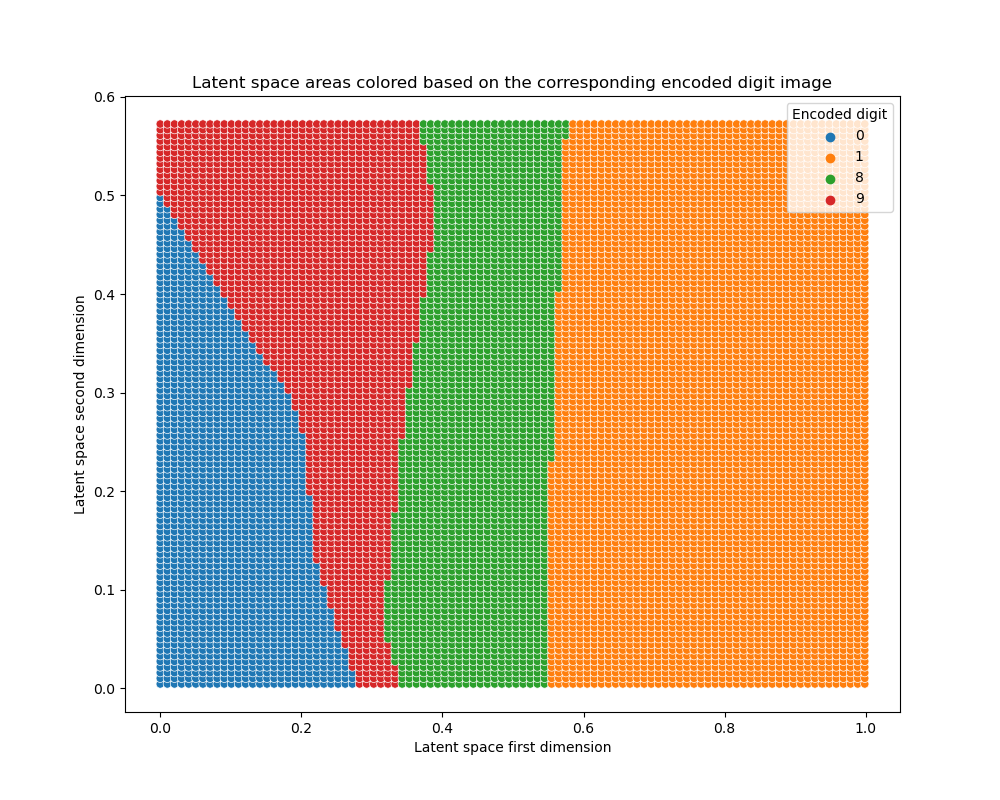 Latent space areas colored based on the corresponding encoded digit image
Encoded digit
0
1
8
9
0.6
0.5
0.4
0.3
0.2
0.1
0.0
Latent space second dimension
0.0 0.2 0.4 0.6 0.8 1.0
Latent space first dimension